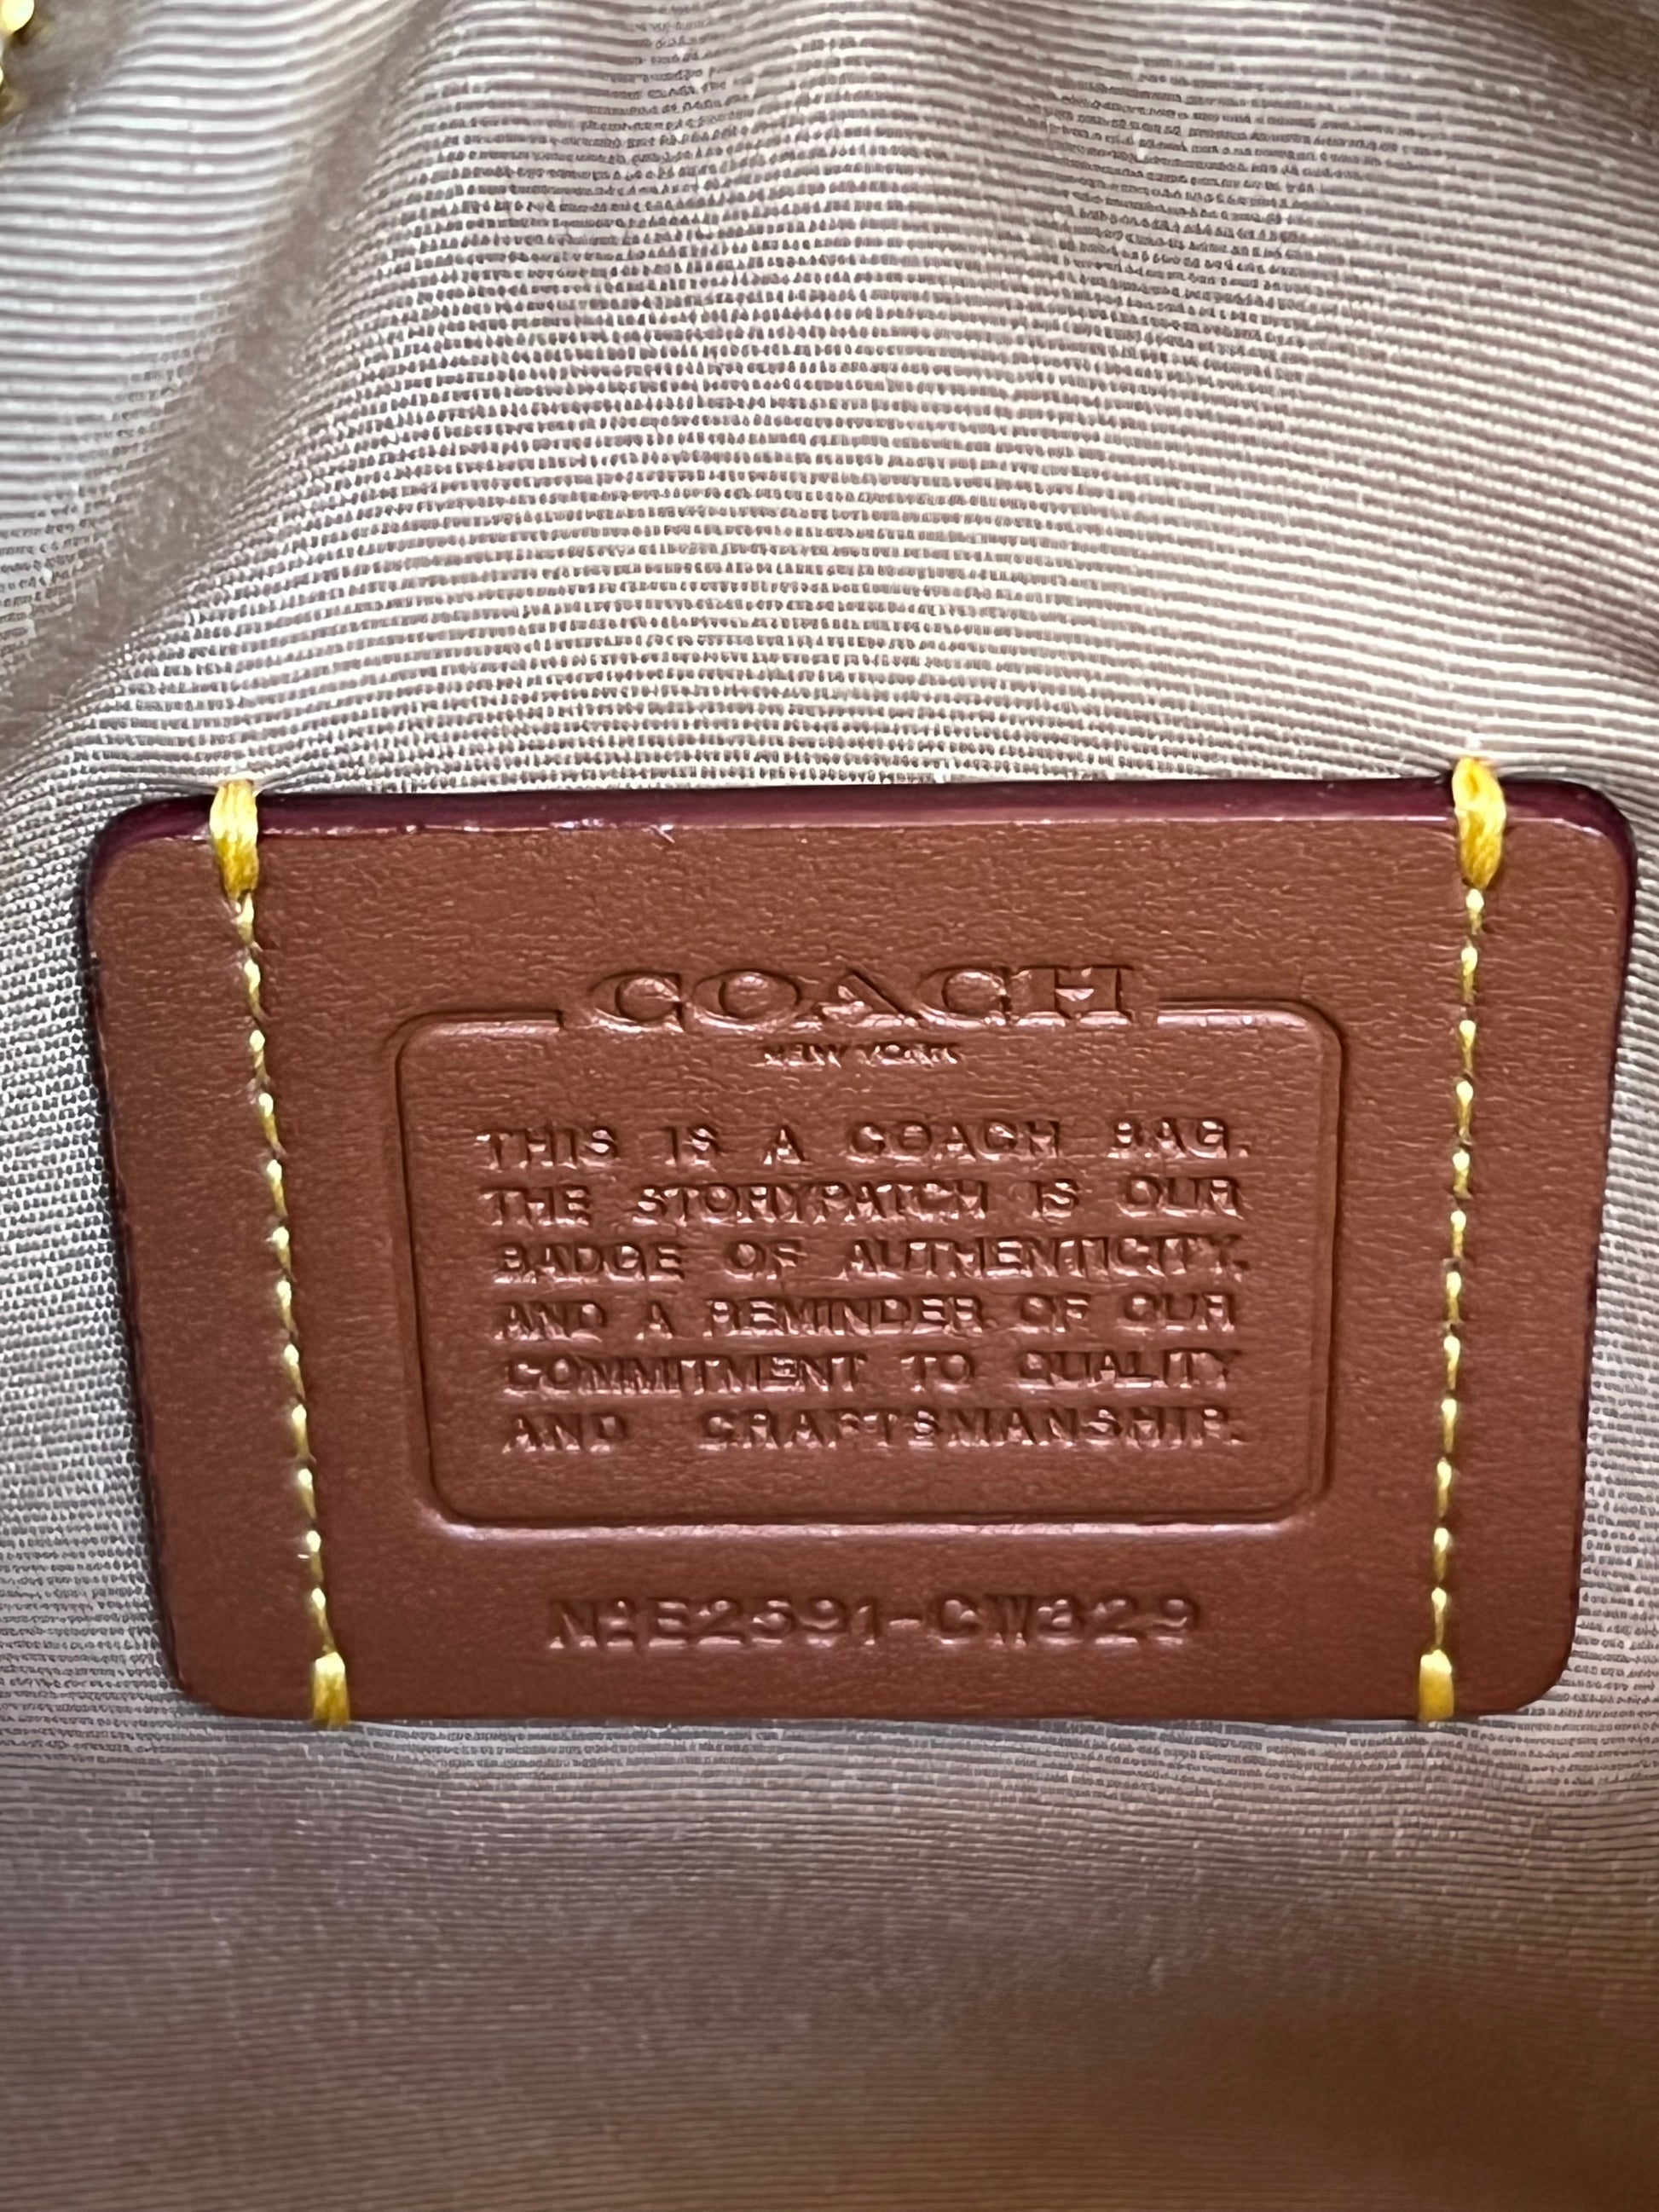 COACH
NEW YORK
THIS IS A COACH BAG.
THE STORYPATCH IS OUR
BADGE OF AUTHENTICITY,
AND A REMINDER OF OUR
COMMITMENT TO QUALITY
AND CRAFTSMANSHIP.
Nº E2591-CW329